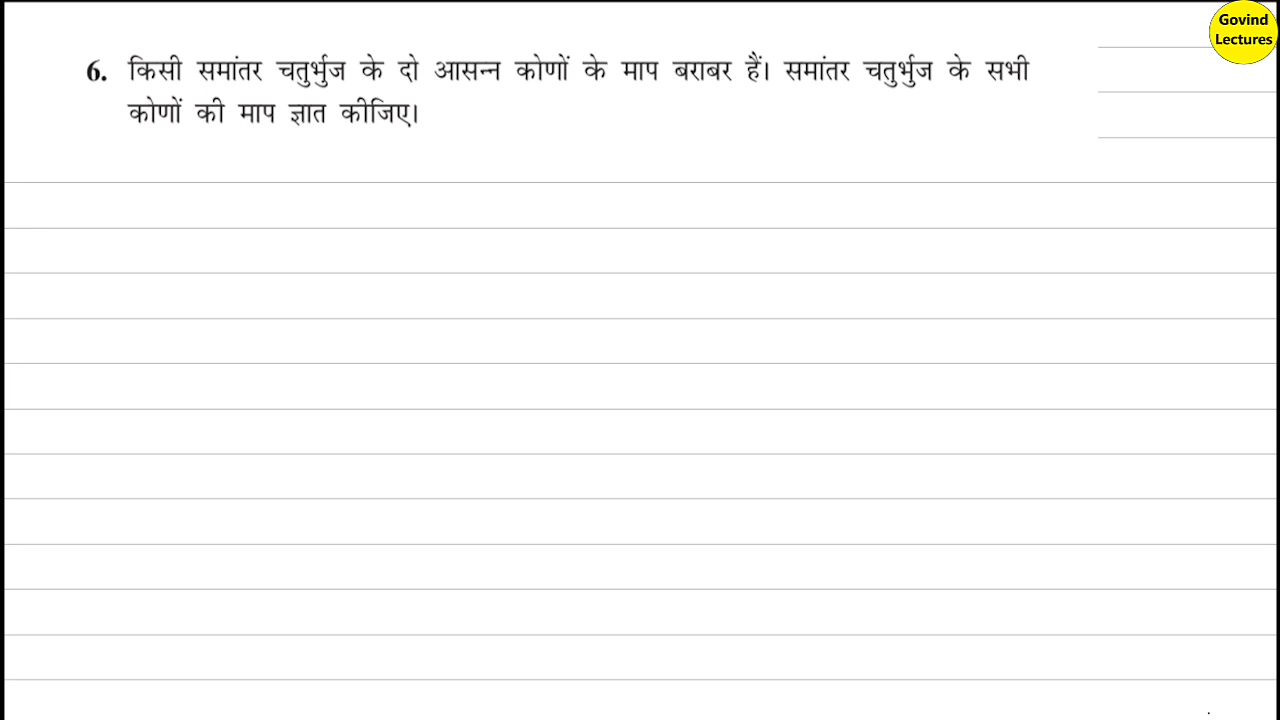 Govind
Lectures
6. किसी समांतर चतुर्भुज के दो आसन्न कोणों के माप बराबर हैं। समांतर चतुर्भुज के सभी
कोणों की माप ज्ञात कीजिए।